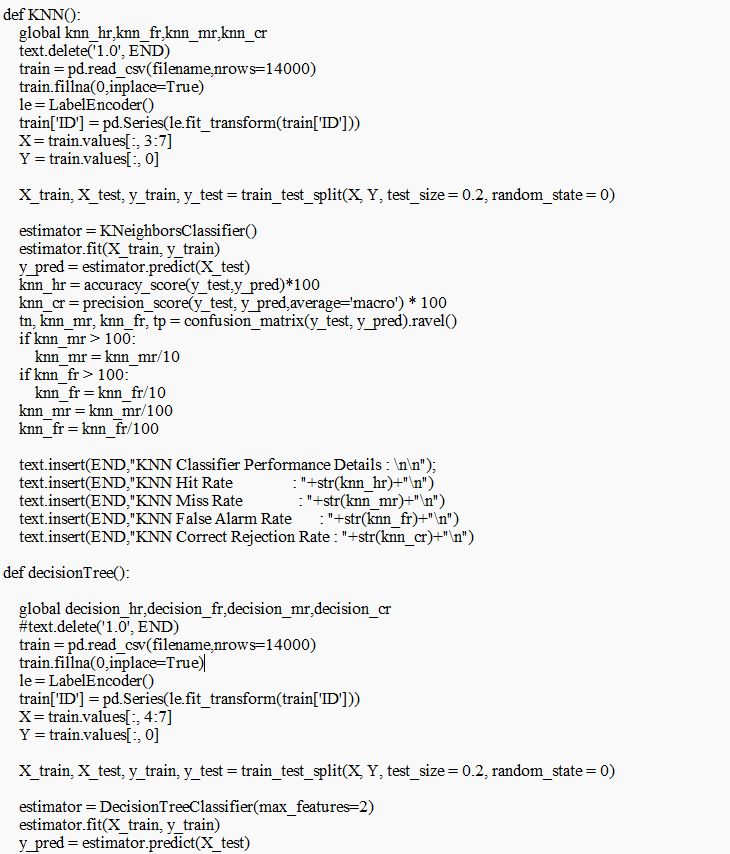 def KNN():
global knn_hr,knn_fr,knn_mr,knn_cr
text.delete('1.0', END)
train = pd.read_csv(filename,nrows=14000)
train.fillna(0,inplace=True)
le = LabelEncoder()
train['ID'] = pd.Series(le.fit_transform(train['ID']))
X = train.values[:, 3:7]
Y = train.values[:, 0]
X_train, X_test, y_train, y_test = train_test_split(X, Y, test_size = 0.2, random_state = 0)
estimator = KNeighborsClassifier()
estimator.fit(X_train, y_train)
y_pred = estimator.predict(X_test)
knn_hr = accuracy_score(y_test,y_pred)*100
knn_cr = precision_score(y_test, y_pred,average='macro') * 100
tn, knn_mr, knn_fr, tp = confusion_matrix(y_test, y_pred).ravel()
if knn_mr > 100:
knn_mr = knn_mr/10
if knn_fr > 100:
knn_fr = knn_fr/10
knn_mr = knn_mr/100
knn_fr = knn_fr/100
text.insert(END,"KNN Classifier Performance Details : \n\n");
text.insert(END,"KNN Hit Rate : "+str(knn_hr)+"\n")
text.insert(END,"KNN Miss Rate : "+str(knn_mr)+"\n")
text.insert(END,"KNN False Alarm Rate : "+str(knn_fr)+"\n")
text.insert(END,"KNN Correct Rejection Rate : "+str(knn_cr)+"\n")
def decisionTree():
global decision_hr,decision_fr,decision_mr,decision_cr
#text.delete('1.0', END)
train = pd.read_csv(filename,nrows=14000)
train.fillna(0,inplace=True)
le = LabelEncoder()
train['ID'] = pd.Series(le.fit_transform(train['ID']))
X = train.values[:, 4:7]
Y = train.values[:, 0]
X_train, X_test, y_train, y_test = train_test_split(X, Y, test_size = 0.2, random_state = 0)
estimator = DecisionTreeClassifier(max_features=2)
estimator.fit(X_train, y_train)
y_pred = estimator.predict(X_test)